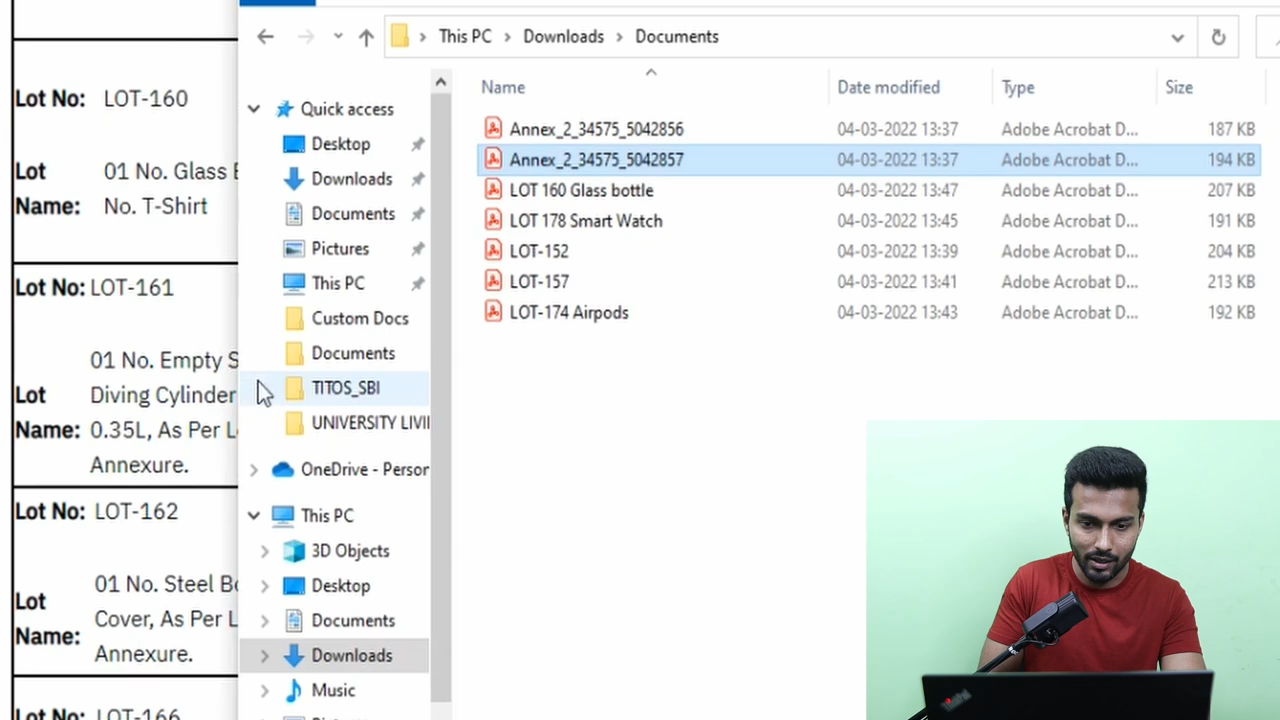 Lot No: LOT-160
Lot 01 No. Glass
Name: No. T-Shirt
Lot No: LOT-161
01 No. Empty
Lot Diving Cylinder
Name: 0.35L, As Per
Annexure.
Lot No: LOT-162
01 No. Steel
Lot Cover, As Per
Name:
Annexure.
Lot No: LOT-166
This PC > Downloads > Documents
Quick access
Desktop
Downloads
Documents
Pictures
This PC
Custom Docs
Documents
TITOS_SBI
UNIVERSITY LIVI
OneDrive - Person
This PC
3D Objects
Desktop
Documents
Downloads
Music
Name Date modified Type Size
Annex_2_34575_5042856 04-03-2022 13:37 Adobe Acrobat D... 187 KB
Annex_2_34575_5042857 04-03-2022 13:37 Adobe Acrobat D... 194 KB
LOT 160 Glass bottle 04-03-2022 13:47 Adobe Acrobat D... 207 KB
LOT 178 Smart Watch 04-03-2022 13:45 Adobe Acrobat D... 191 KB
LOT-152 04-03-2022 13:39 Adobe Acrobat D... 204 KB
LOT-157 04-03-2022 13:41 Adobe Acrobat D... 213 KB
LOT-174 Airpods 04-03-2022 13:43 Adobe Acrobat D... 192 KB